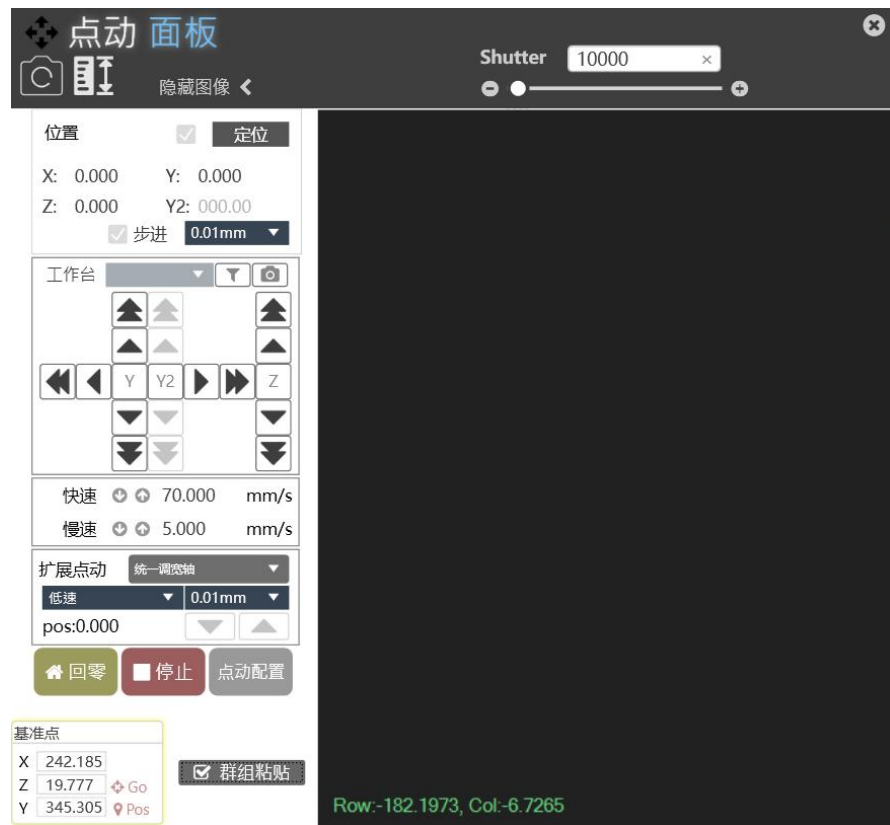 点动 面板
Shutter 10000 ×
隐藏图像
位置 定位
X: 0.000 Y: 0.000
Z: 0.000 Y2: 000.00
步进 0.01mm
工作台
Y Y2 Z
快速 70.000 mm/s
慢速 5.000 mm/s
扩展点动 统一调宽轴
低速 0.01mm
pos:0.000
回零 停止 点动配置
基准点
X 242.185
Z 19.777 Go
Y 345.305 Pos
群组粘贴
Row:-182.1973, Col:-6.7265